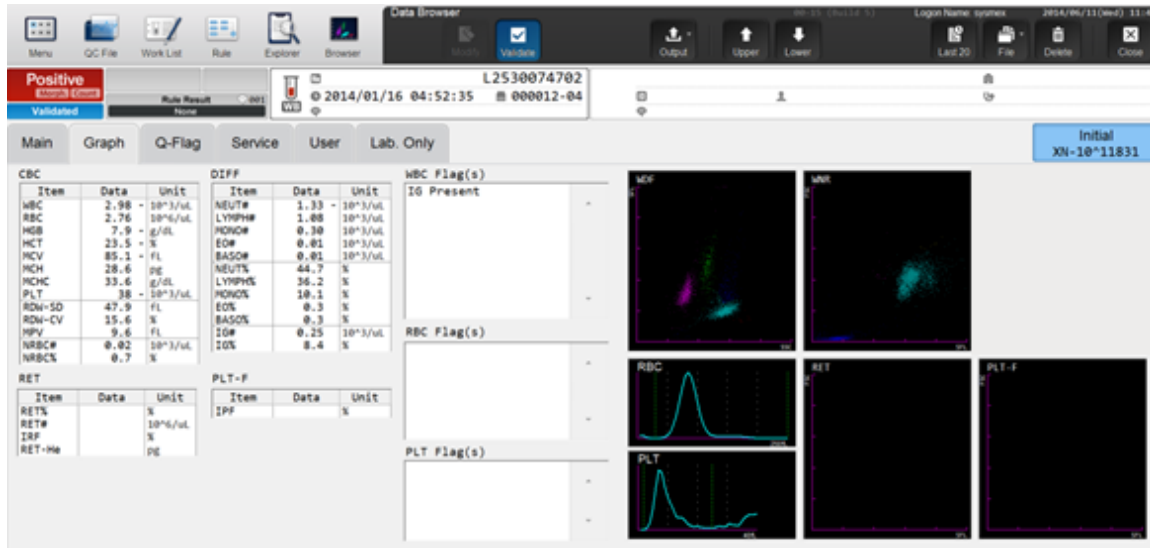 Data Browser
00-15 (Build 5)
Logon Name: sysmex
2014/06/11(Wed) 11:4
Menu QC File Work List Rule Explorer Browser Modify Validate Output Upper Lower Last 20 File Delete Close
Positive
Morph. Count
Validated
Rule Result 001
None
WB
L2530074702
2014/01/16 04:52:35 000012-04
Main Graph Q-Flag Service User Lab. Only
Initial
XN-10^11831
CBC
Item Data Unit
WBC 2.98 - 10^3/uL
RBC 2.76 10^6/uL
HGB 7.9 - g/dL
HCT 23.5 - %
MCV 85.1 - fL
MCH 28.6 pg
MCHC 33.6 g/dL
PLT 38 - 10^3/uL
RDW-SD 47.9 fL
RDW-CV 15.6 %
MPV 9.6 fL
NRBC# 0.02 10^3/uL
NRBC% 0.7 %
DIFF
Item Data Unit
NEUT# 1.33 - 10^3/uL
LYMPH# 1.08 10^3/uL
MONO# 0.30 10^3/uL
EO# 0.01 10^3/uL
BASO# 0.01 10^3/uL
NEUT% 44.7 %
LYMPH% 36.2 %
MONO% 10.1 %
EO% 0.3 %
BASO% 0.3 %
IG# 0.25 10^3/uL
IG% 8.4 %
RET
Item Data Unit
RET% %
RET# 10^6/uL
IRF %
RET-He pg
PLT-F
Item Data Unit
IPF %
WBC Flag(s)
IG Present
RBC Flag(s)
PLT Flag(s)
WDF
WNR
RBC
RET
PLT-F
PLT